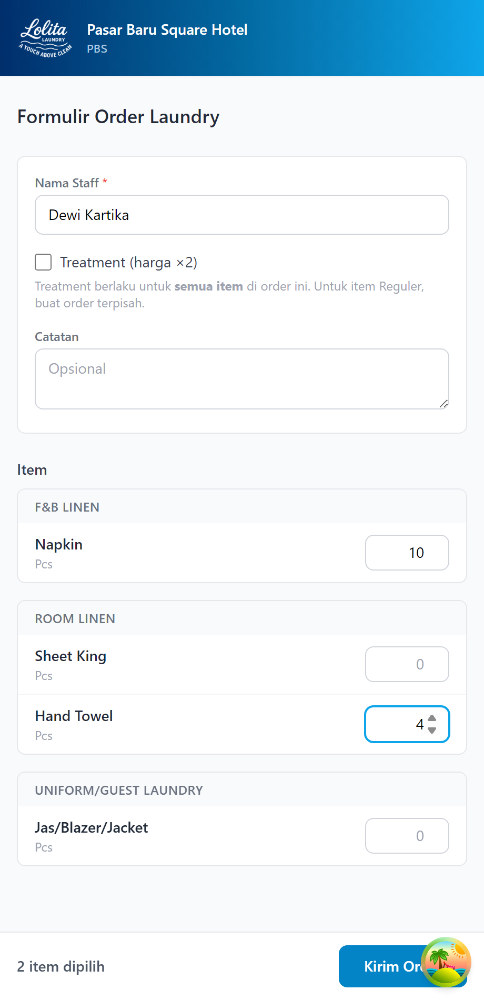 Lolita
LAUNDRY
A TOUCH ABOVE CLEAN
Pasar Baru Square Hotel
PBS
Formulir Order Laundry
Nama Staff *
Dewi Kartika
Treatment (harga ×2)
Treatment berlaku untuk semua item di order ini. Untuk item Reguler,
buat order terpisah.
Catatan
Opsional
Item
F&B LINEN
Napkin
10
Pcs
ROOM LINEN
Sheet King
0
Pcs
Hand Towel
4
Pcs
UNIFORM/GUEST LAUNDRY
Jas/Blazer/Jacket
0
Pcs
2 item dipilih
Kirim